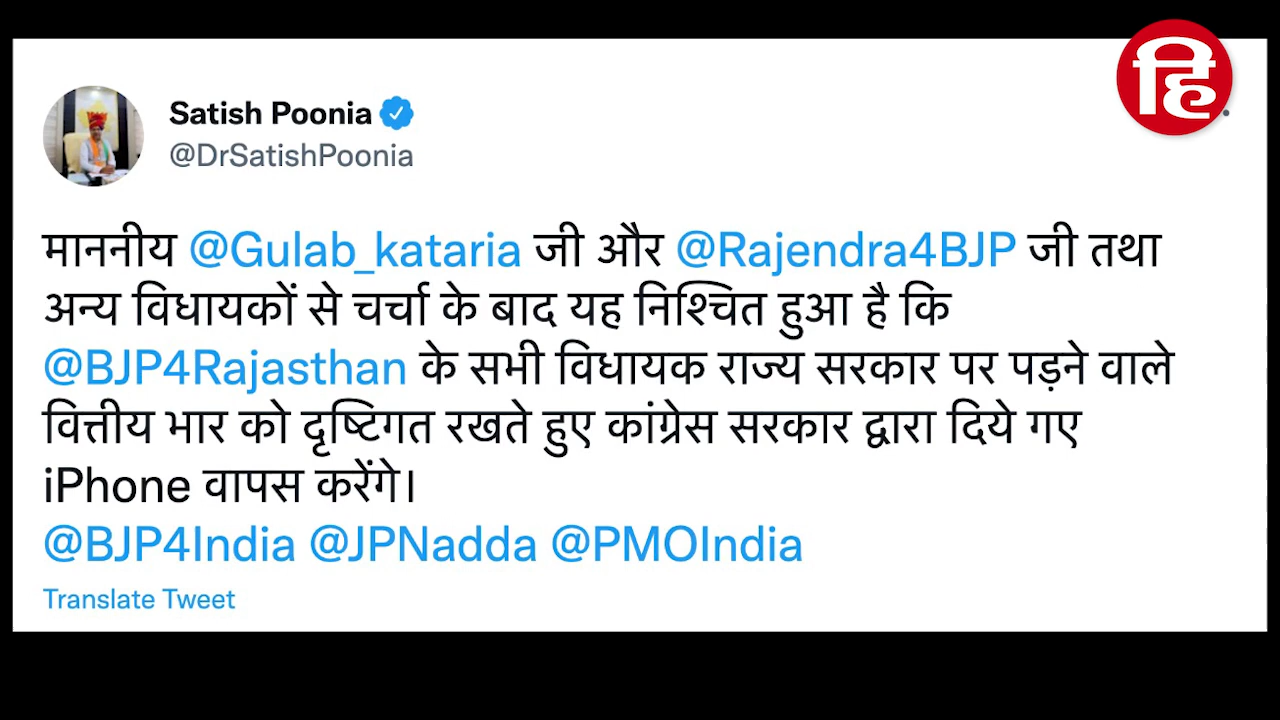 हि
Satish Poonia
@DrSatishPoonia
माननीय @Gulab_kataria जी और @Rajendra4BJP जी तथा
अन्य विधायकों से चर्चा के बाद यह निश्चित हुआ है कि
@BJP4Rajasthan के सभी विधायक राज्य सरकार पर पड़ने वाले
वित्तीय भार को दृष्टिगत रखते हुए कांग्रेस सरकार द्वारा दिये गए
iPhone वापस करेंगे।
@BJP4India @JPNadda @PMOIndia
Translate Tweet